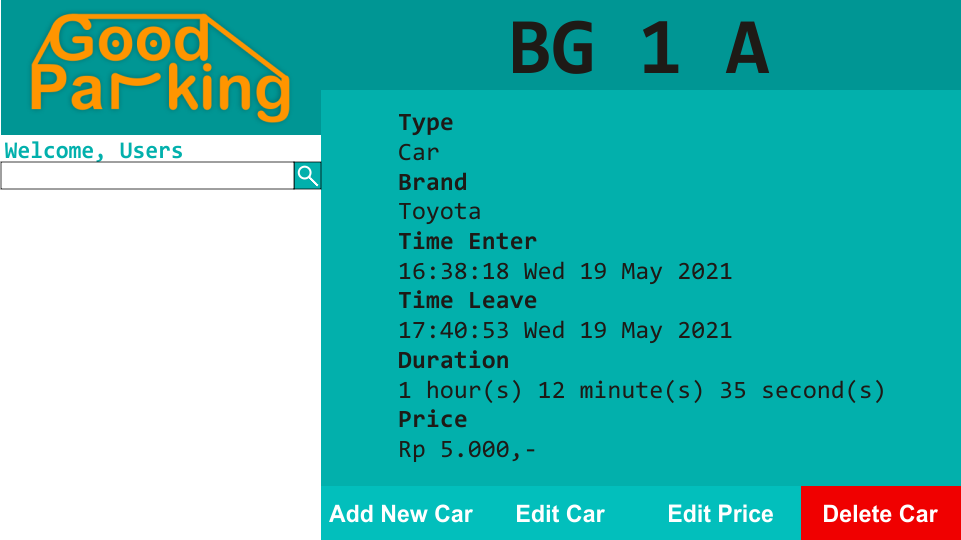 Good
Parking
BG 1 A
Welcome, Users
Type
Car
Brand
Toyota
Time Enter
16:38:18 Wed 19 May 2021
Time Leave
17:40:53 Wed 19 May 2021
Duration
1 hour(s) 12 minute(s) 35 second(s)
Price
Rp 5.000,-
Add New Car
Edit Car
Edit Price
Delete Car